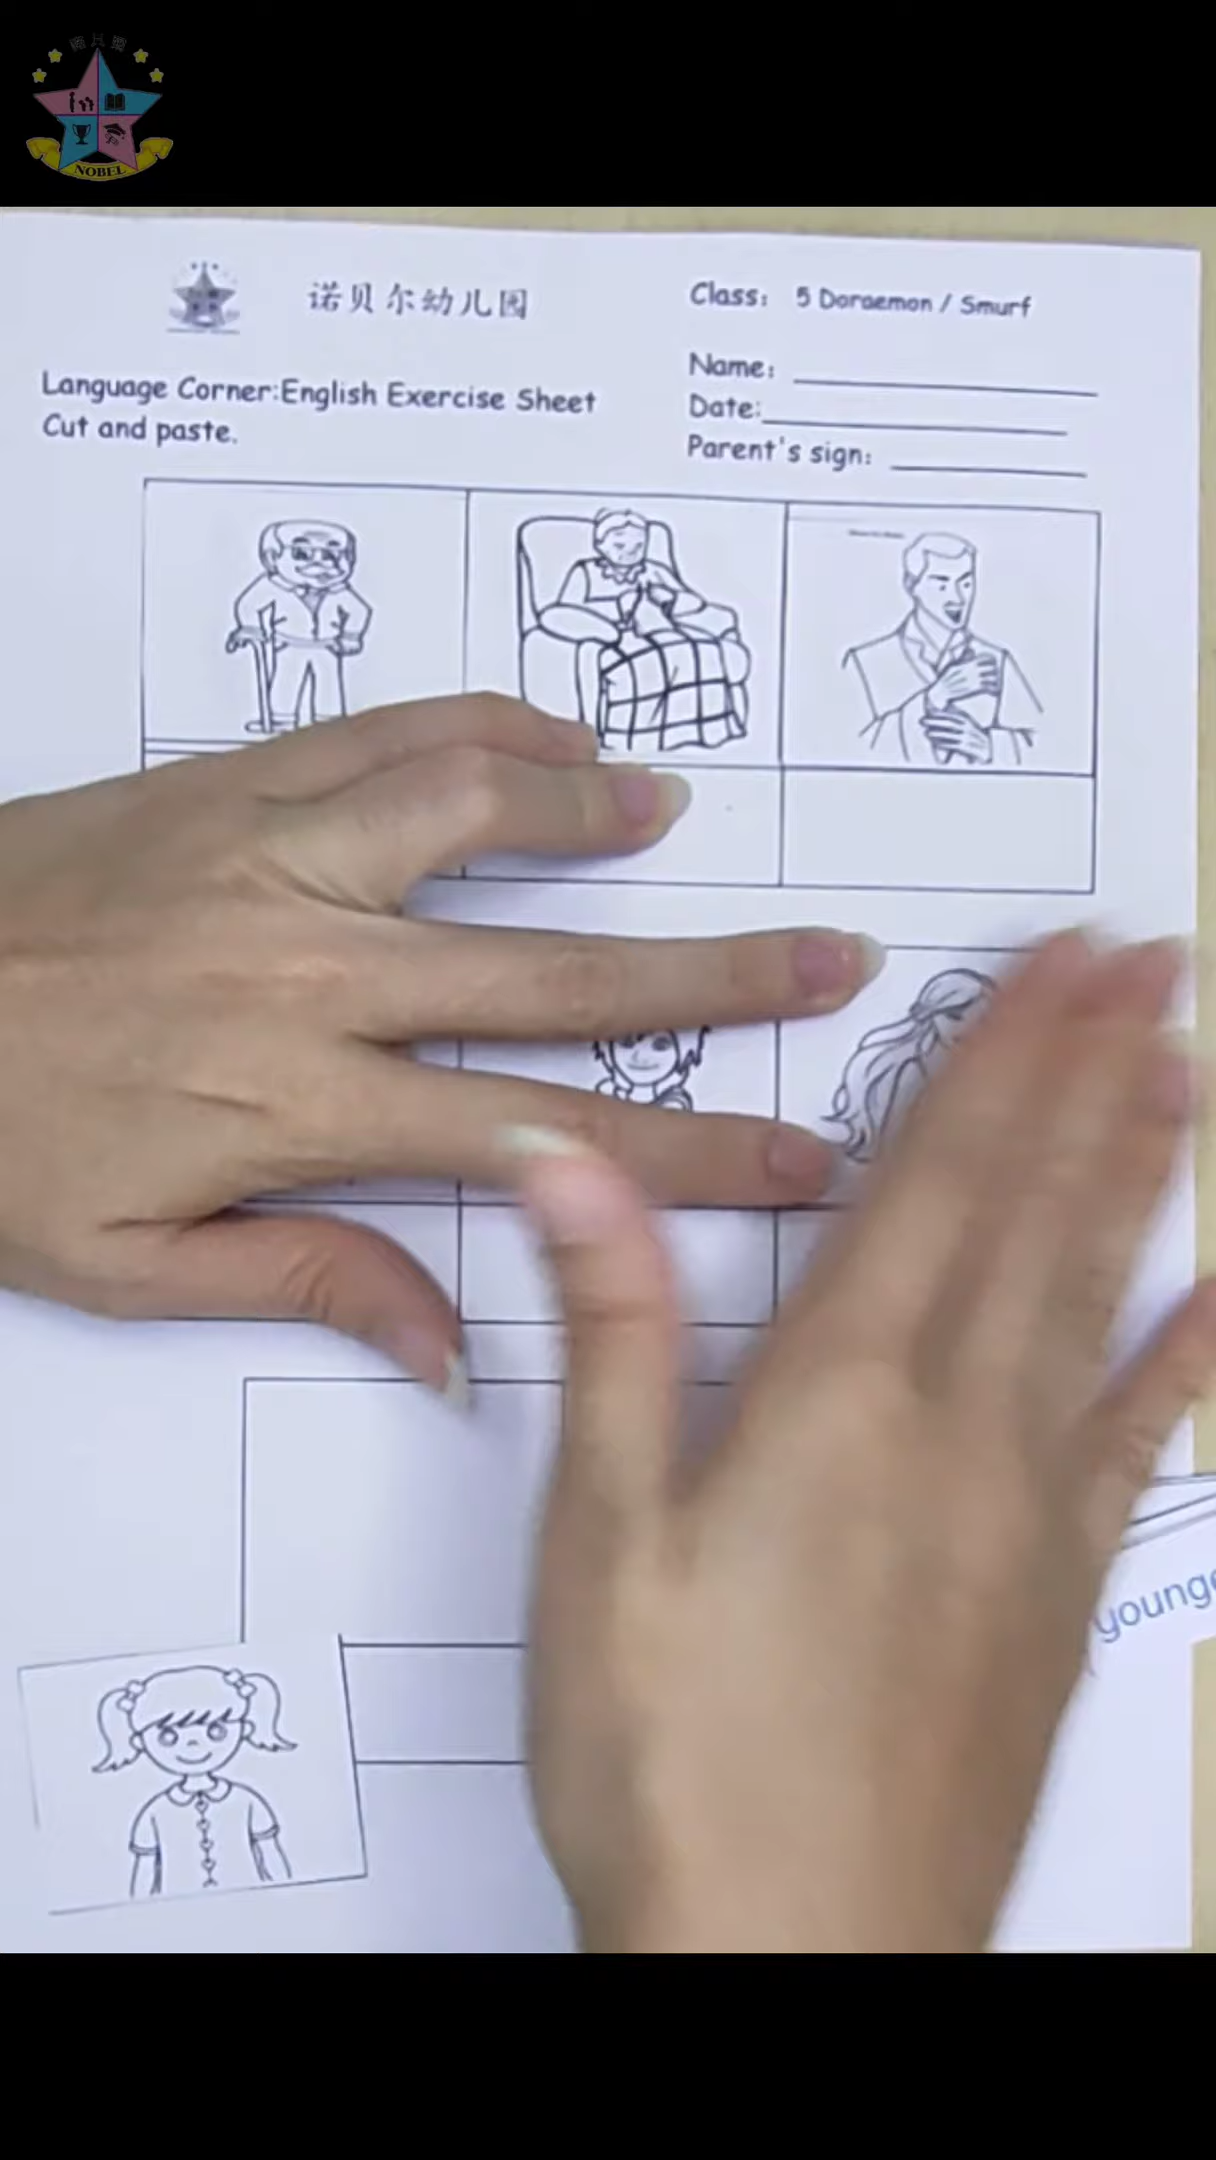 NOBEL
诺贝尔幼儿园
Class: 5 Doraemon / Smurf
Name:
Date:
Parent's sign:
Language Corner:English Exercise Sheet
Cut and paste.